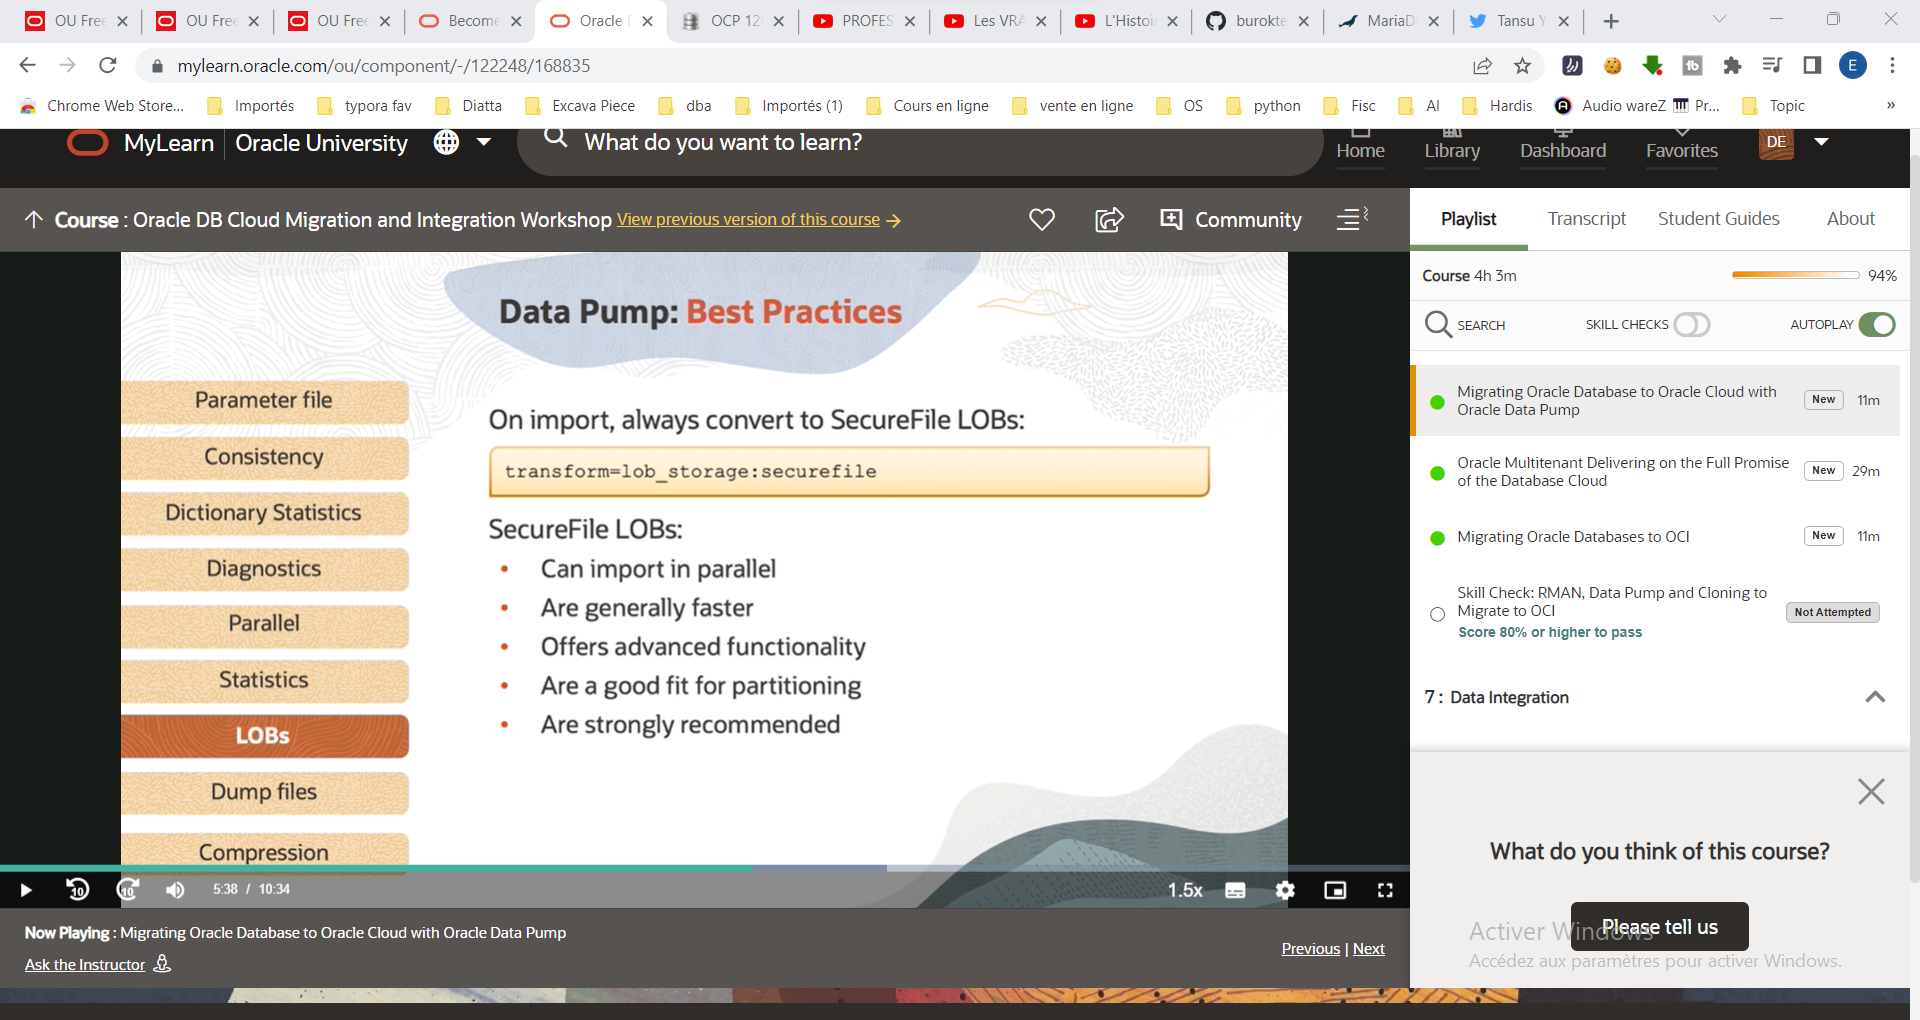 OU Free
OU Free
OU Free
Become
Oracle D
OCP 12
PROFES
Les VRA
L'Histoi
burokte
MariaD
Tansu Y
mylearn.oracle.com/ou/component/-/122248/168835
E
Chrome Web Store...
Importés
typora fav
Diatta
Excava Piece
dba
Importés (1)
Cours en ligne
vente en ligne
OS
python
Fisc
AI
Hardis
Audio wareZ
Pr...
Topic
»
MyLearn
Oracle University
What do you want to learn?
Home
Library
Dashboard
Favorites
DE
Course : Oracle DB Cloud Migration and Integration Workshop View previous version of this course
Community
Data Pump: Best Practices
Parameter file
Consistency
Dictionary Statistics
Diagnostics
Parallel
Statistics
LOBs
Dump files
Compression
On import, always convert to SecureFile LOBs:
transform=lob_storage:securefile
SecureFile LOBs:
• Can import in parallel
• Are generally faster
• Offers advanced functionality
• Are a good fit for partitioning
• Are strongly recommended
10
10
5:38 / 10:34
1.5x
Now Playing : Migrating Oracle Database to Oracle Cloud with Oracle Data Pump
Ask the Instructor
Previous | Next
Playlist
Transcript
Student Guides
About
Course 4h 3m
94%
SEARCH
SKILL CHECKS
AUTOPLAY
Migrating Oracle Database to Oracle Cloud with
Oracle Data Pump
New
11m
Oracle Multitenant Delivering on the Full Promise
of the Database Cloud
New
29m
Migrating Oracle Databases to OCI
New
11m
Skill Check: RMAN, Data Pump and Cloning to
Migrate to OCI
Score 80% or higher to pass
Not Attempted
7 : Data Integration
What do you think of this course?
Please tell us
Activer Windows
Accédez aux paramètres pour activer Windows.